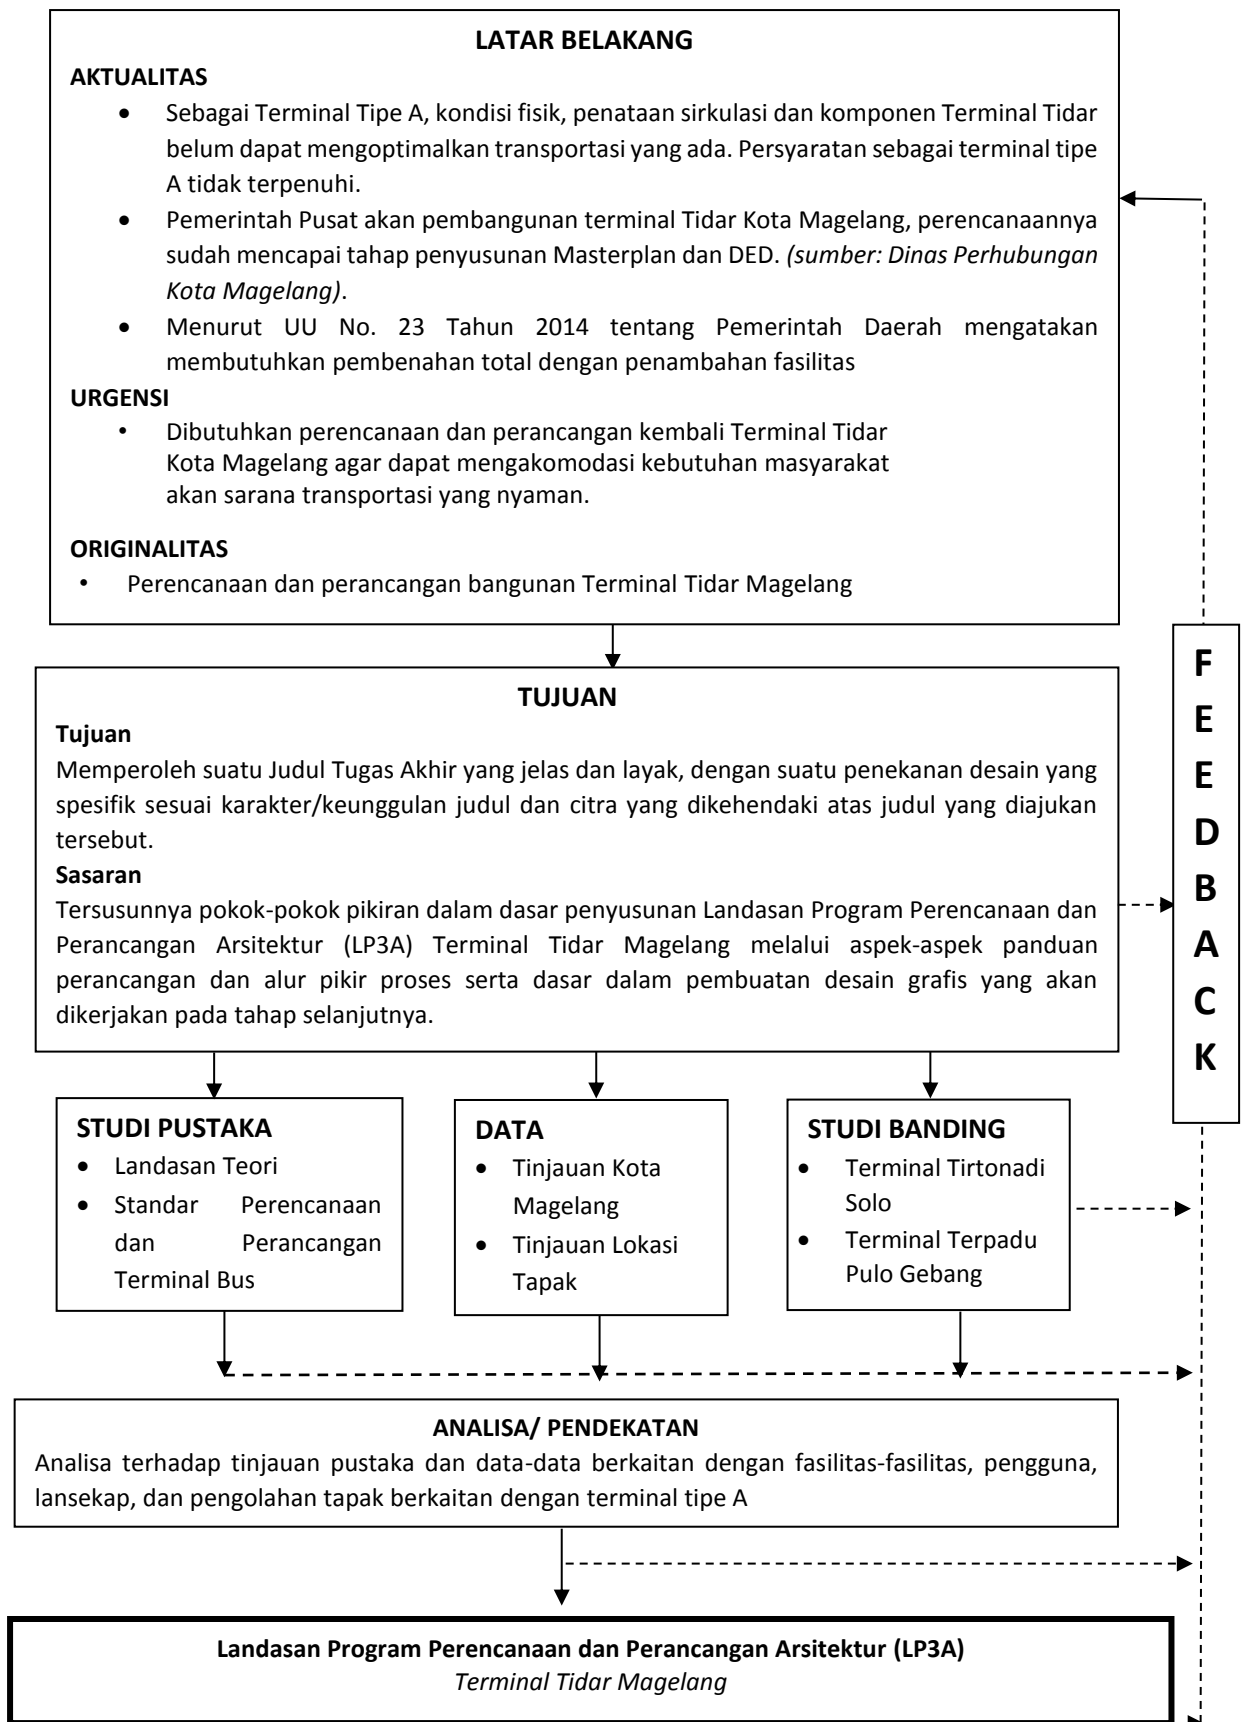 LATAR BELAKANG
AKTUALITAS
• Sebagai Terminal Tipe A, kondisi fisik, penataan sirkulasi dan komponen Terminal Tidar
belum dapat mengoptimalkan transportasi yang ada. Persyaratan sebagai terminal tipe
A tidak terpenuhi.
• Pemerintah Pusat akan pembangunan terminal Tidar Kota Magelang, perencanaannya
sudah mencapai tahap penyusunan Masterplan dan DED. (sumber: Dinas Perhubungan
Kota Magelang).
• Menurut UU No. 23 Tahun 2014 tentang Pemerintah Daerah mengatakan
membutuhkan pembenahan total dengan penambahan fasilitas
URGENSI
• Dibutuhkan perencanaan dan perancangan kembali Terminal Tidar
Kota Magelang agar dapat mengakomodasi kebutuhan masyarakat
akan sarana transportasi yang nyaman.
ORIGINALITAS
• Perencanaan dan perancangan bangunan Terminal Tidar Magelang
TUJUAN
Tujuan
Memperoleh suatu Judul Tugas Akhir yang jelas dan layak, dengan suatu penekanan desain yang
spesifik sesuai karakter/keunggulan judul dan citra yang dikehendaki atas judul yang diajukan
tersebut.
Sasaran
Tersusunnya pokok-pokok pikiran dalam dasar penyusunan Landasan Program Perencanaan dan
Perancangan Arsitektur (LP3A) Terminal Tidar Magelang melalui aspek-aspek panduan
perancangan dan alur pikir proses serta dasar dalam pembuatan desain grafis yang akan
dikerjakan pada tahap selanjutnya.
F
E
E
D
B
A
C
K
STUDI PUSTAKA
• Landasan Teori
• Standar Perencanaan
dan Perancangan
Terminal Bus
DATA
• Tinjauan Kota
Magelang
• Tinjauan Lokasi
Tapak
STUDI BANDING
• Terminal Tirtonadi
Solo
• Terminal Terpadu
Pulo Gebang
ANALISA/ PENDEKATAN
Analisa terhadap tinjauan pustaka dan data-data berkaitan dengan fasilitas-fasilitas, pengguna,
lansekap, dan pengolahan tapak berkaitan dengan terminal tipe A
Landasan Program Perencanaan dan Perancangan Arsitektur (LP3A)
Terminal Tidar Magelang